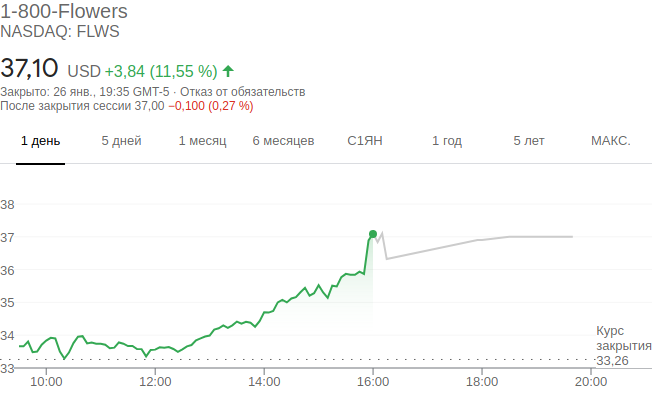 1-800-Flowers
NASDAQ: FLWS
37,10 USD +3,84 (11,55 %)
Закрыто: 26 янв., 19:35 GMT-5 · Отказ от обязательств
После закрытия сессии 37,00 −0,100 (0,27 %)
1 день 5 дней 1 месяц 6 месяцев С1ЯН 1 год 5 лет МАКС.
38
37
36
35
34
33
Курс
закрытия
33,26
10:00 12:00 14:00 16:00 18:00 20:00